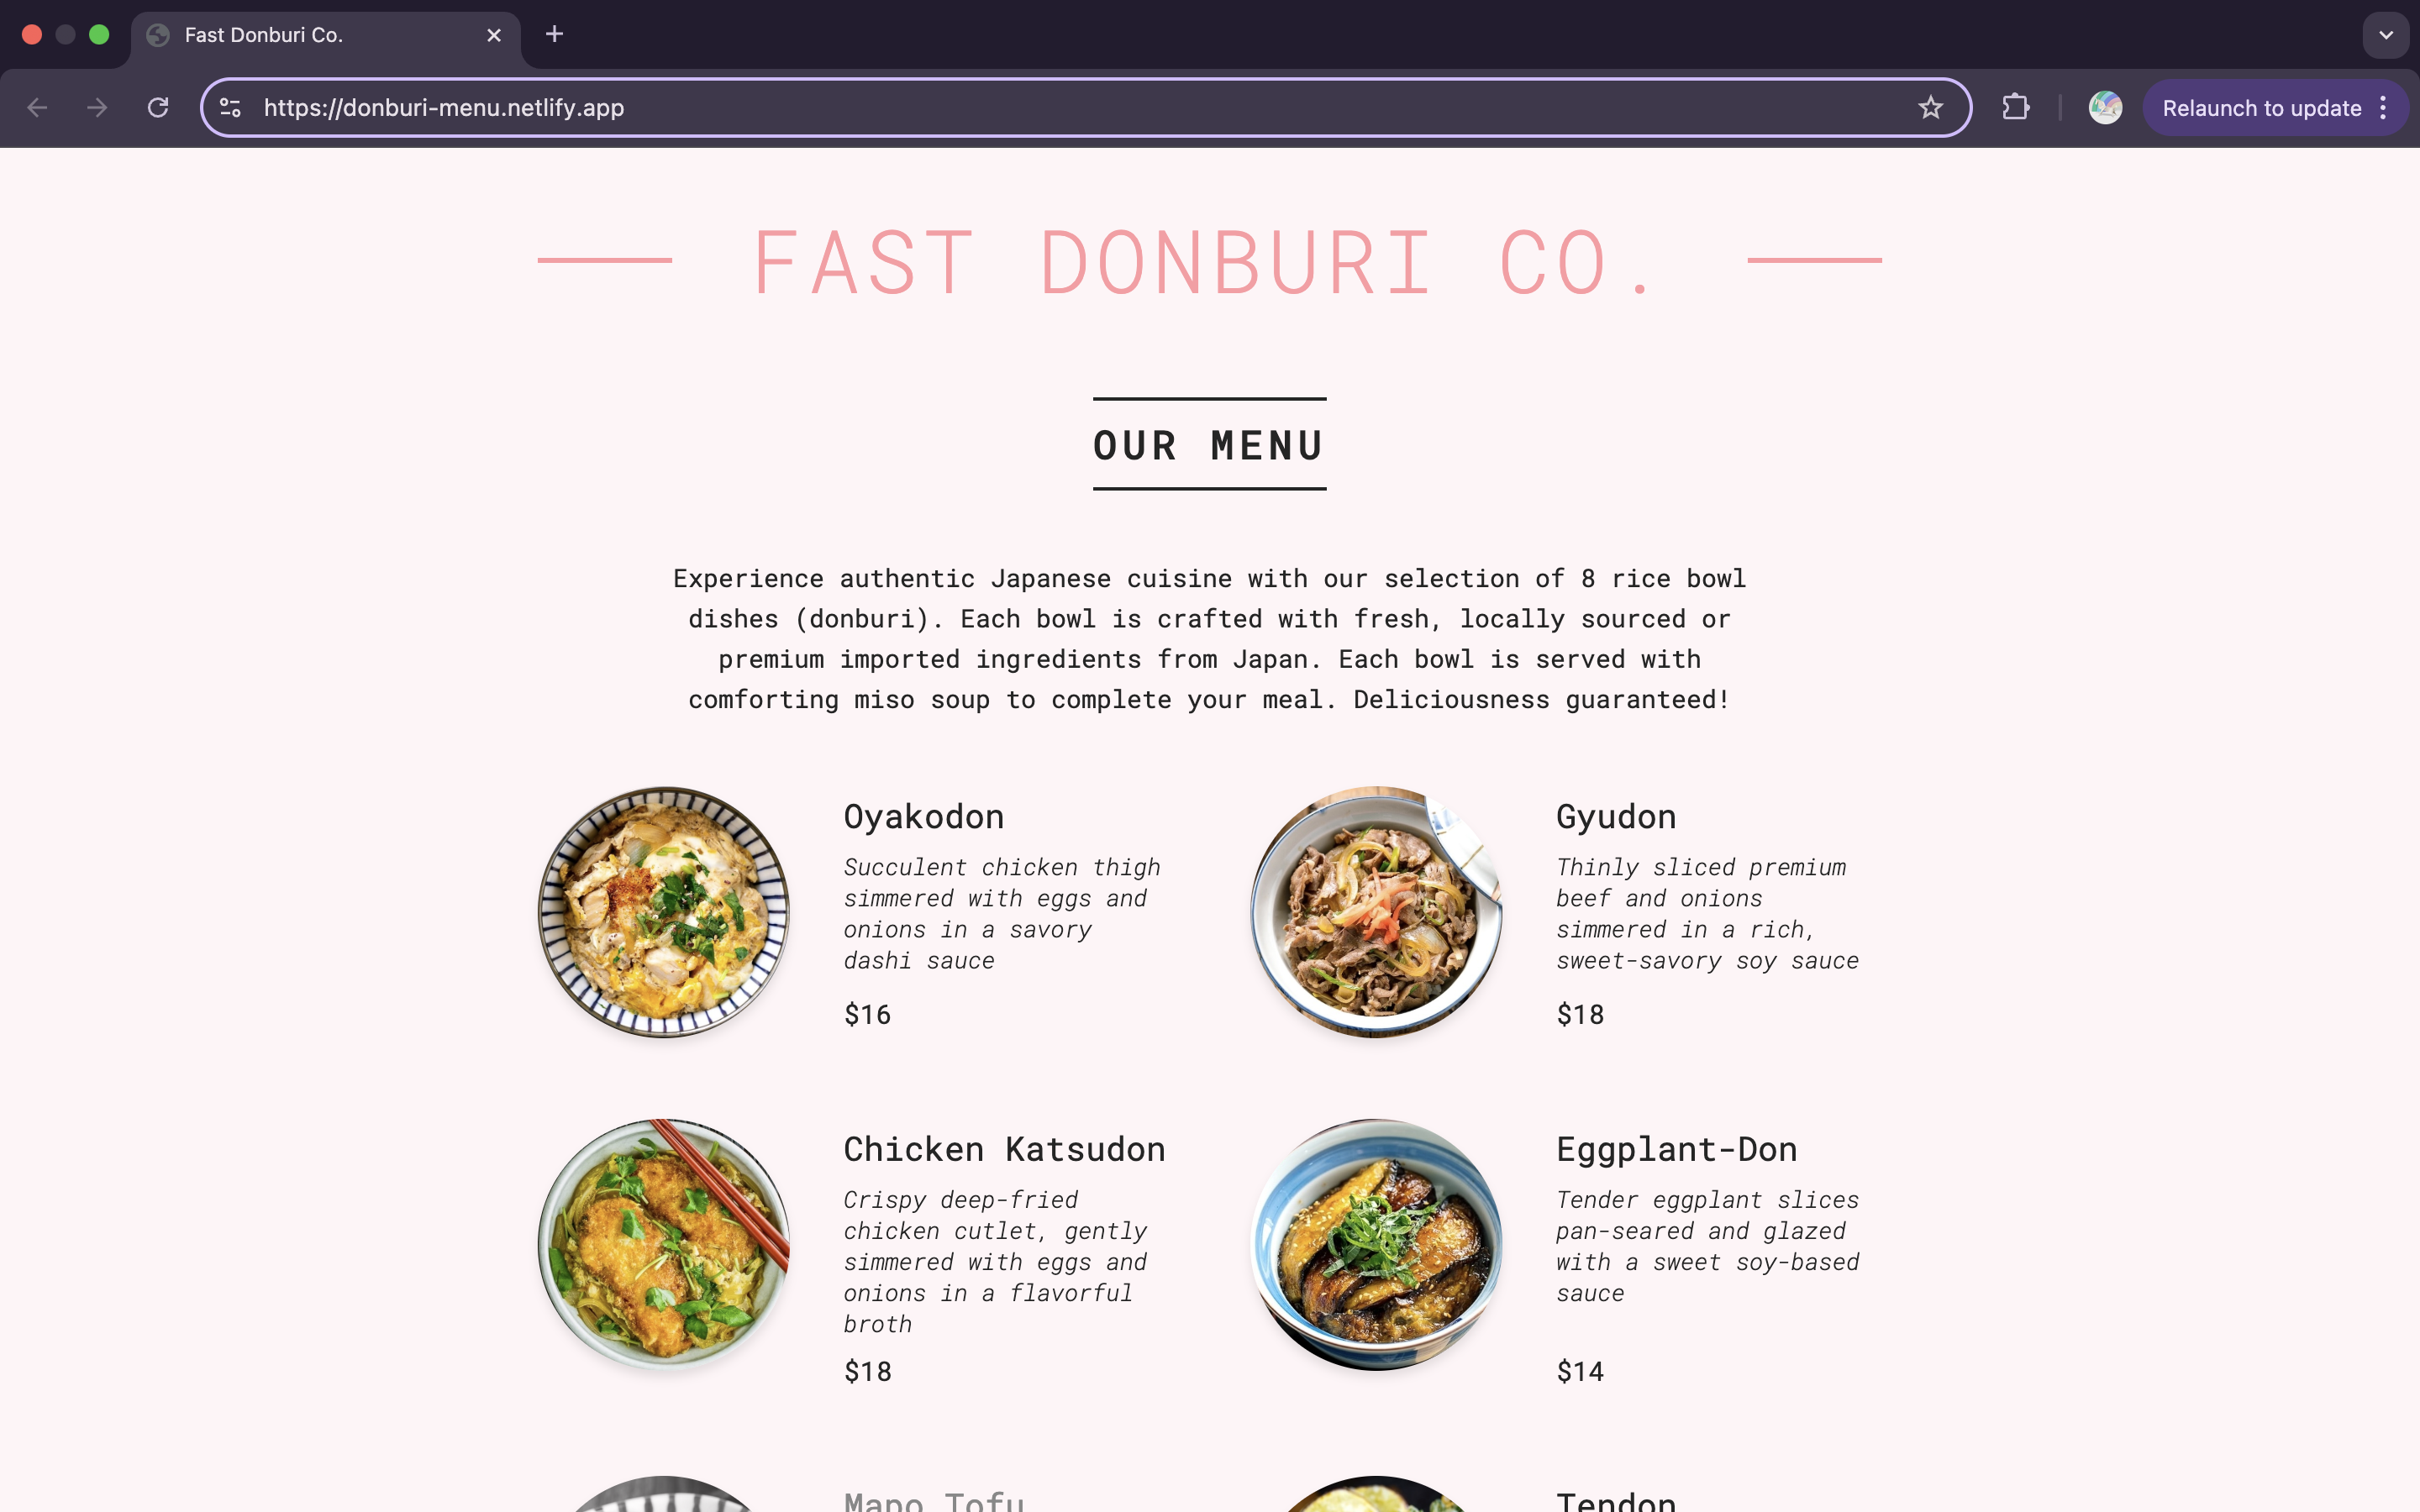 Fast Donburi Co.
https://donburi-menu.netlify.app
Relaunch to update
FAST DONBURI CO.
OUR MENU
Experience authentic Japanese cuisine with our selection of 8 rice bowl
dishes (donburi). Each bowl is crafted with fresh, locally sourced or
premium imported ingredients from Japan. Each bowl is served with
comforting miso soup to complete your meal. Deliciousness guaranteed!
Oyakodon
Succulent chicken thigh
simmered with eggs and
onions in a savory
dashi sauce
$16
Gyudon
Thinly sliced premium
beef and onions
simmered in a rich,
sweet-savory soy sauce
$18
Chicken Katsudon
Crispy deep-fried
chicken cutlet, gently
simmered with eggs and
onions in a flavorful
broth
$18
Eggplant-Don
Tender eggplant slices
pan-seared and glazed
with a sweet soy-based
sauce
$14
Mapo Tofu
Tendon